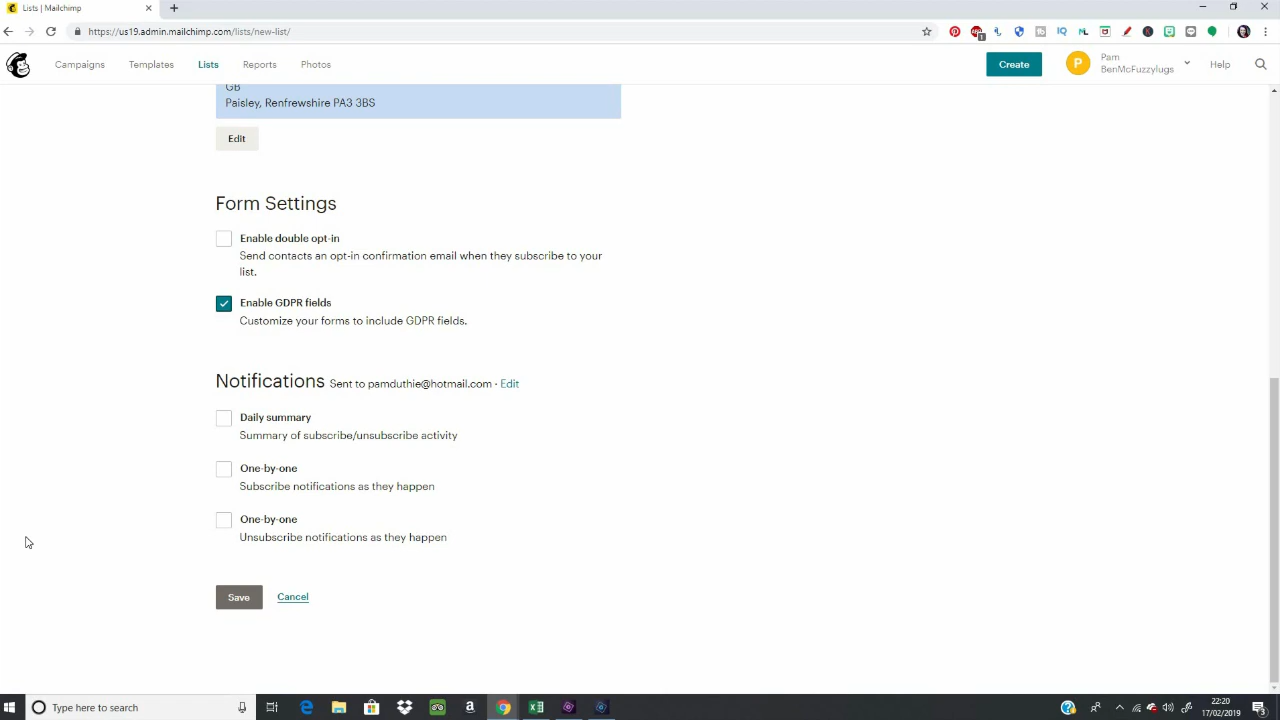 Lists | Mailchimp
https://us19.admin.mailchimp.com/lists/new-list/
Campaigns
Templates
Lists
Reports
Photos
Create
P
Pam
BenMcFuzzylugs
Help
GB
Paisley, Renfrewshire PA3 3BS
Edit
Form Settings
Enable double opt-in
Send contacts an opt-in confirmation email when they subscribe to your
list.
Enable GDPR fields
Customize your forms to include GDPR fields.
Notifications Sent to pamduthie@hotmail.com · Edit
Daily summary
Summary of subscribe/unsubscribe activity
One-by-one
Subscribe notifications as they happen
One-by-one
Unsubscribe notifications as they happen
Save
Cancel
Type here to search
22:20
17/02/2019